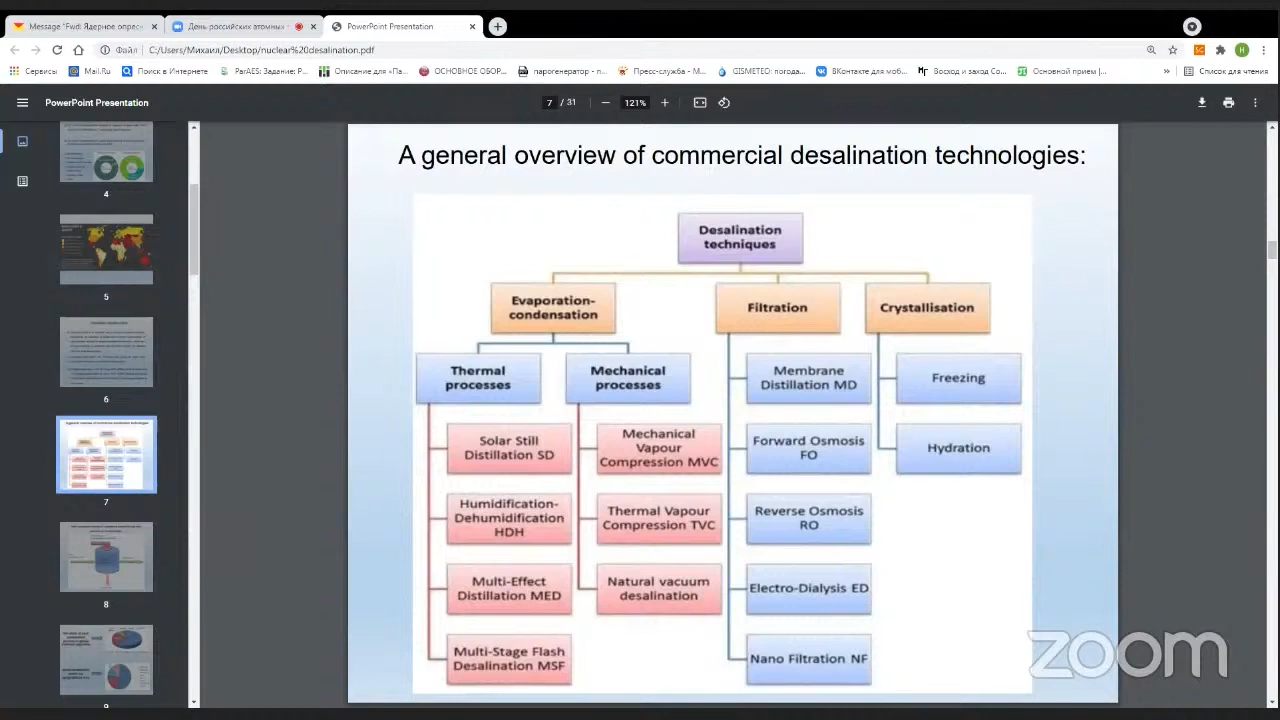 Message "Fwd: Ядерное опрес
День российских атомных
PowerPoint Presentation
Файл
C:/Users/Михаил/Desktop/nuclear%20desalination.pdf
H
Сервисы
Mail.Ru
Поиск в Интернете
ParAES: Задание: P...
Описание для «Па...
ОСНОВНОЕ ОБОР...
парогенератор - п...
Пресс-служба - М...
GISMETEO: погода...
ВКонтакте для моб...
Восход и заход Со...
Основной прием |...
»
Список для чтения
PowerPoint Presentation
7 / 31
121%
4
5
6
7
8
9
A general overview of commercial desalination technologies:
Desalination
techniques
Evaporation-
condensation
Filtration
Crystallisation
Thermal
processes
Mechanical
processes
Membrane
Distillation MD
Freezing
Solar Still
Distillation SD
Mechanical
Vapour
Compression MVC
Forward Osmosis
FO
Hydration
Humidification-
Dehumidification
HDH
Thermal Vapour
Compression TVC
Reverse Osmosis
RO
Multi-Effect
Distillation MED
Natural vacuum
desalination
Electro-Dialysis ED
Multi-Stage Flash
Desalination MSF
Nano Filtration NF
zoom